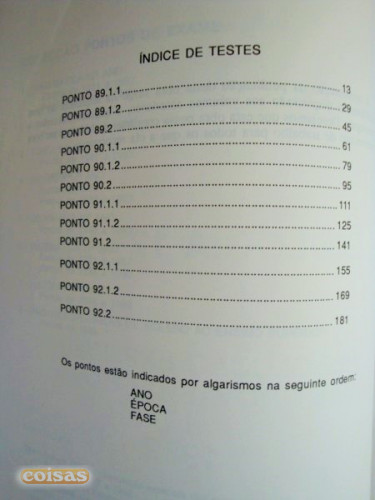 ÍNDICE DE TESTES
PONTO 89.1.1 ........ 13
PONTO 89.1.2 ........ 29
PONTO 89.2 ........ 45
PONTO 90.1.1 ........ 61
PONTO 90.1.2 ........ 79
PONTO 90.2 ........ 95
PONTO 91.1.1 ........ 111
PONTO 91.1.2 ........ 125
PONTO 91.2 ........ 141
PONTO 92.1.1 ........ 155
PONTO 92.1.2 ........ 169
PONTO 92.2 ........ 181
Os pontos estão indicados por algarismos na seguinte ordem:
ANO
ÉPOCA
FASE
coisas